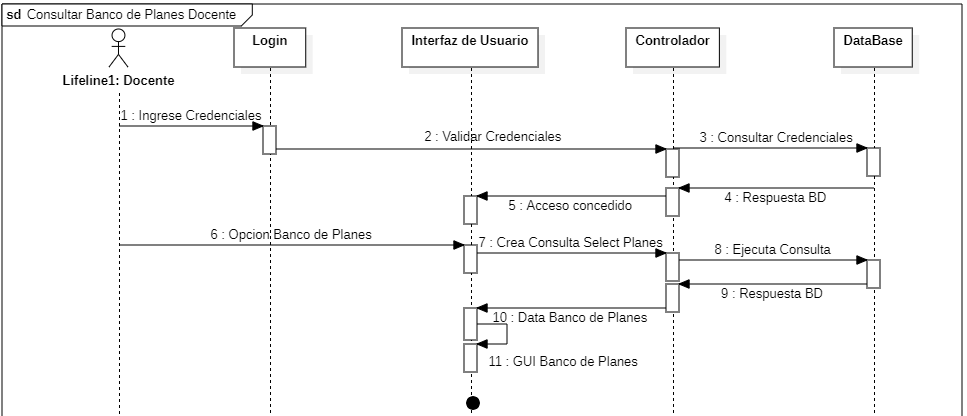 sd Consultar Banco de Planes Docente
Login
Interfaz de Usuario
Controlador
DataBase
Lifeline1: Docente
1 : Ingrese Credenciales
2 : Validar Credenciales
3 : Consultar Credenciales
4 : Respuesta BD
5 : Acceso concedido
6 : Opcion Banco de Planes
7 : Crea Consulta Select Planes
8 : Ejecuta Consulta
9 : Respuesta BD
10 : Data Banco de Planes
11 : GUI Banco de Planes